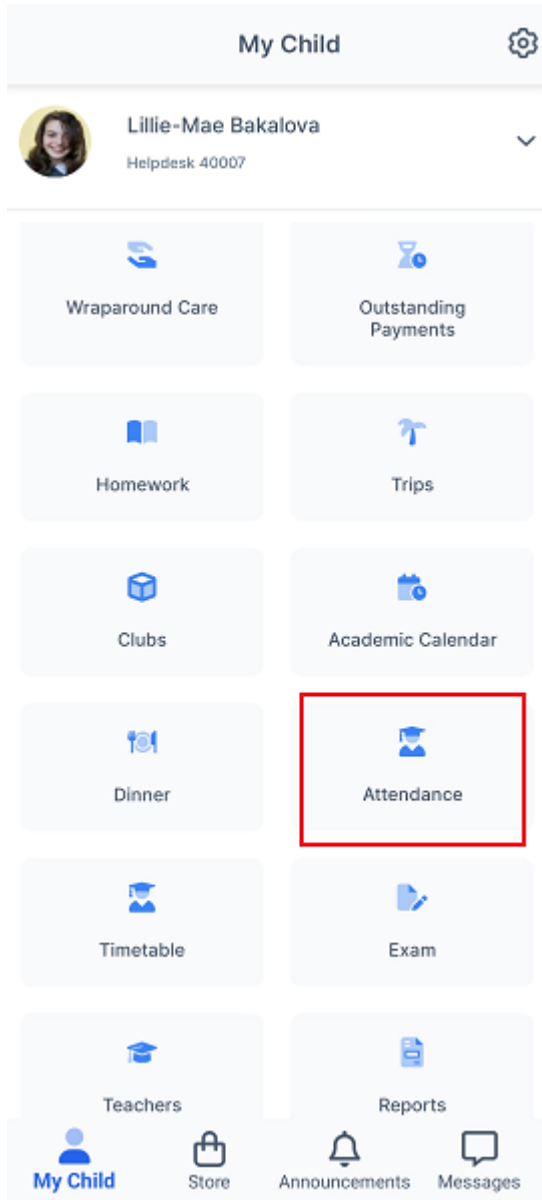 My Child
Lillie-Mae Bakalova
Helpdesk 40007
Wraparound Care
Outstanding
Payments
Homework
Trips
Clubs
Academic Calendar
Dinner
Attendance
Timetable
Exam
Teachers
Reports
My Child
Store
Announcements
Messages